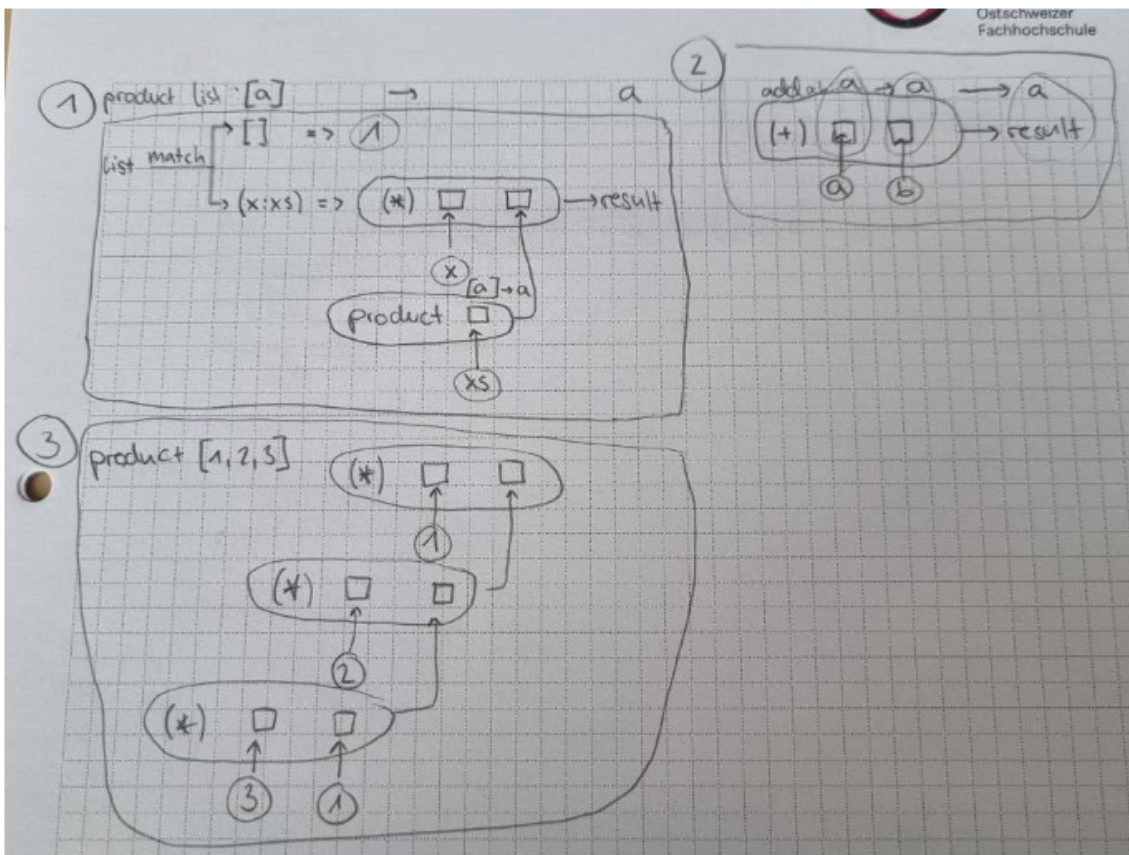 Ostschweizer
Fachhochschule
1 product list : [a] → a
list match → [] => 1
→ (x:xs) => (*) → result
x
[a] → a
product
xs
2
a → a → a
(+) → result
a b
3
product [1,2,3] (*)
1
(*)
2
(*)
3 1